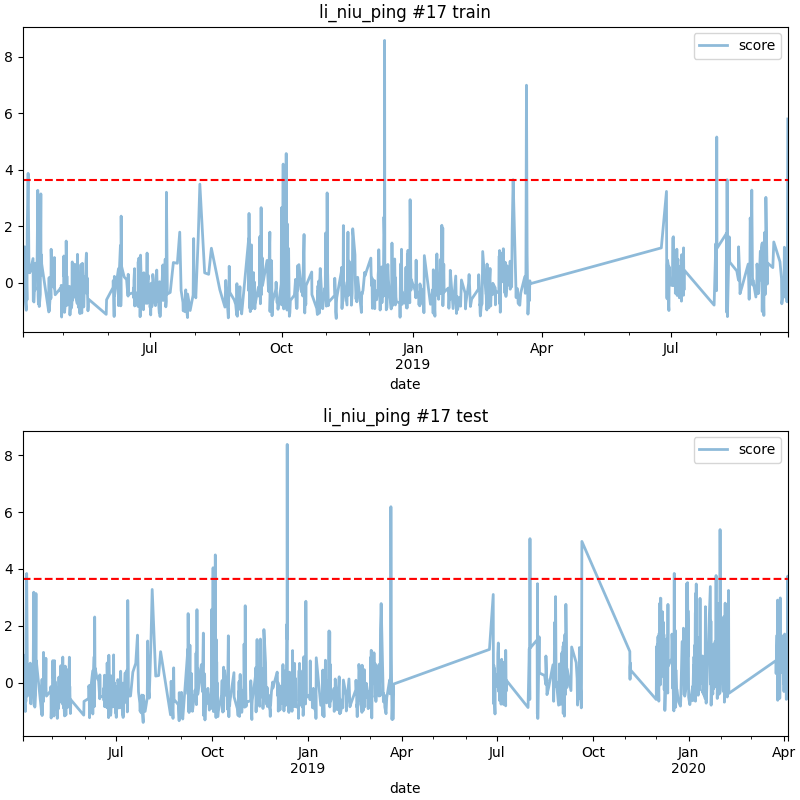 li_niu_ping #17 train
score
8
6
4
2
0
Jul
Oct
Jan
2019
Apr
Jul
date
li_niu_ping #17 test
score
8
6
4
2
0
Jul
Oct
Jan
2019
Apr
Jul
Oct
Jan
2020
Apr
date